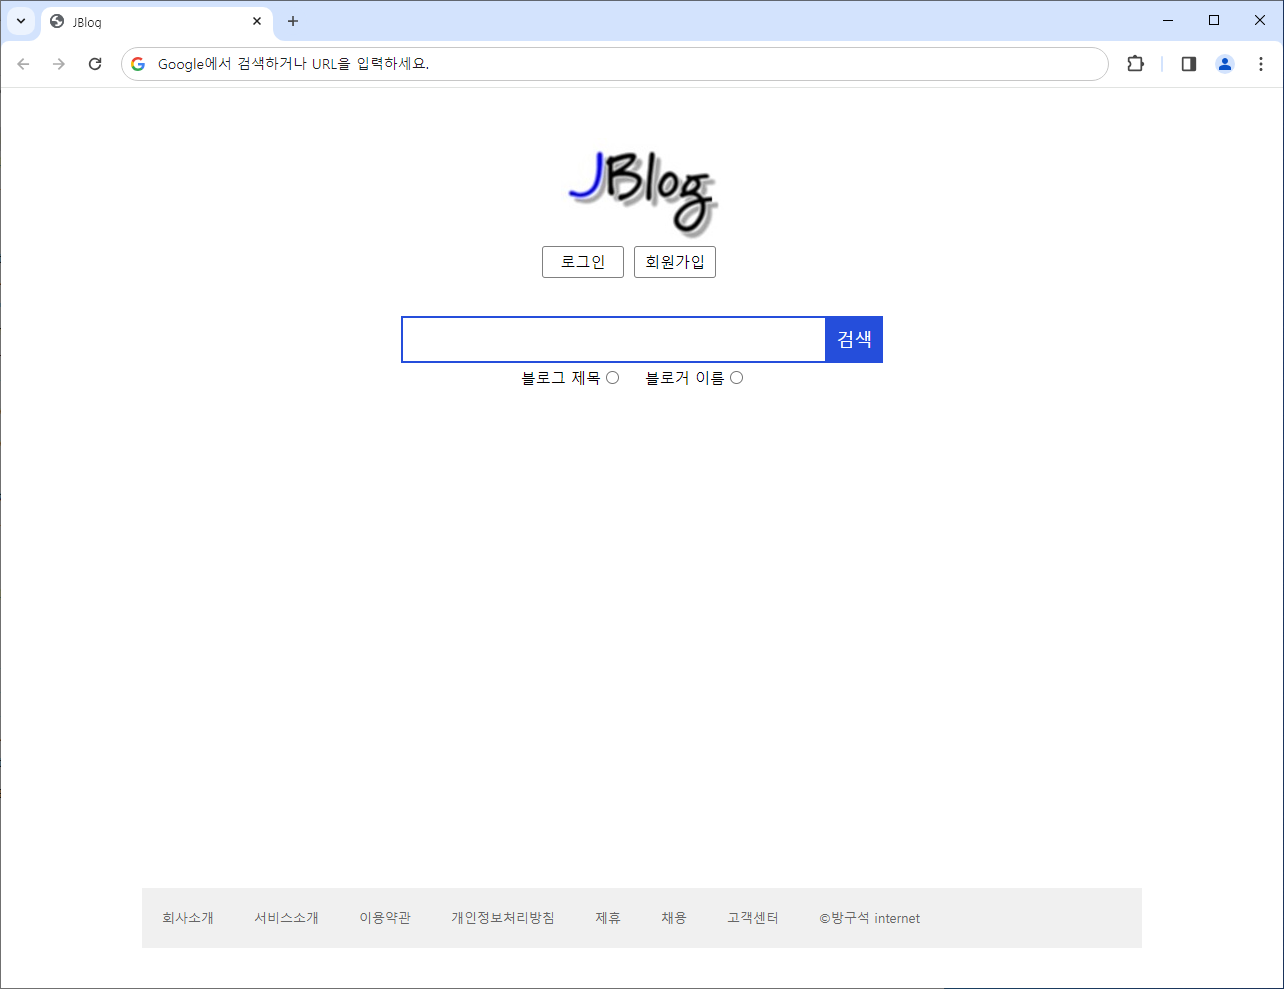 JBlog
Google에서 검색하거나 URL을 입력하세요.
JBlog
로그인 회원가입
검색
블로그 제목 블로거 이름
회사소개 서비스소개 이용약관 개인정보처리방침 제휴 채용 고객센터 ©방구석 internet